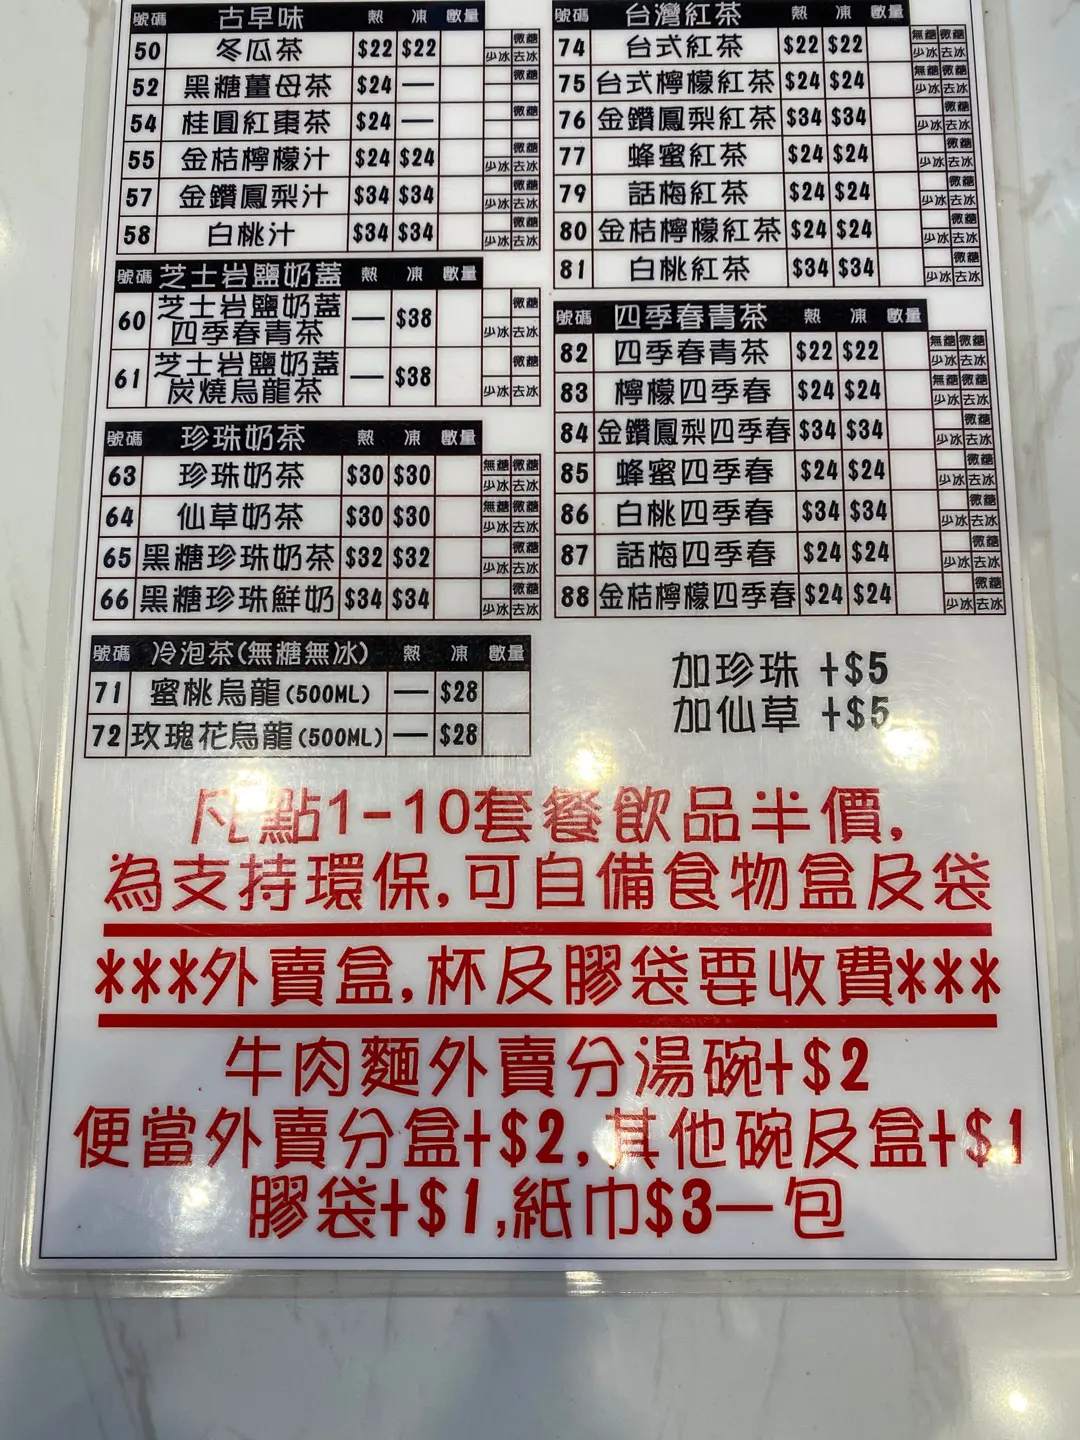 號碼 古早味 熱 凍 數量
50 冬瓜茶 $22 $22 微糖 少冰 去冰
52 黑糖薑母茶 $24 — 微糖
54 桂圓紅棗茶 $24 — 微糖
55 金桔檸檬汁 $24 $24 微糖 少冰 去冰
57 金鑽鳳梨汁 $34 $34 微糖 少冰 去冰
58 白桃汁 $34 $34 微糖 少冰 去冰
號碼 芝士岩鹽奶蓋 熱 凍 數量
60 芝士岩鹽奶蓋 四季春青茶 — $38 微糖 少冰 去冰
61 芝士岩鹽奶蓋 炭燒烏龍茶 — $38 微糖 少冰 去冰
號碼 珍珠奶茶 熱 凍 數量
63 珍珠奶茶 $30 $30 無糖 微糖 少冰 去冰
64 仙草奶茶 $30 $30 無糖 微糖 少冰 去冰
65 黑糖珍珠奶茶 $32 $32 微糖 少冰 去冰
66 黑糖珍珠鮮奶 $34 $34 微糖 少冰 去冰
號碼 冷泡茶(無糖無冰) 熱 凍 數量
71 蜜桃烏龍(500ML) — $28
72 玫瑰花烏龍(500ML) — $28
號碼 台灣紅茶 熱 凍 數量
74 台式紅茶 $22 $22 無糖 微糖 少冰 去冰
75 台式檸檬紅茶 $24 $24 無糖 微糖 少冰 去冰
76 金鑽鳳梨紅茶 $34 $34 微糖 少冰 去冰
77 蜂蜜紅茶 $24 $24 微糖 少冰 去冰
79 話梅紅茶 $24 $24 微糖 少冰 去冰
80 金桔檸檬紅茶 $24 $24 微糖 少冰 去冰
81 白桃紅茶 $34 $34 微糖 少冰 去冰
號碼 四季春青茶 熱 凍 數量
82 四季春青茶 $22 $22 無糖 微糖 少冰 去冰
83 檸檬四季春 $24 $24 無糖 微糖 少冰 去冰
84 金鑽鳳梨四季春 $34 $34 微糖 少冰 去冰
85 蜂蜜四季春 $24 $24 微糖 少冰 去冰
86 白桃四季春 $34 $34 微糖 少冰 去冰
87 話梅四季春 $24 $24 微糖 少冰 去冰
88 金桔檸檬四季春 $24 $24 微糖 少冰 去冰
加珍珠 +$5
加仙草 +$5
凡點1-10套餐飲品半價,
為支持環保,可自備食物盒及袋
***外賣盒,杯及膠袋要收費***
牛肉麵外賣分湯碗+$2
便當外賣分盒+$2,其他碗及盒+$1
膠袋+$1,紙巾$3一包